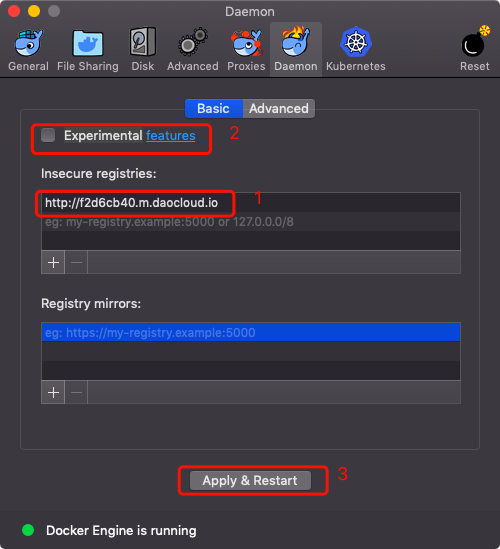 Daemon
General File Sharing Disk Advanced Proxies Daemon Kubernetes Reset
Basic Advanced
Experimental features 2
Insecure registries:
http://f2d6cb40.m.daocloud.io 1
eg: my-registry.example:5000 or 127.0.0.0/8
+ −
Registry mirrors:
eg: https://my-registry.example:5000
+ −
Apply & Restart 3
Docker Engine is running